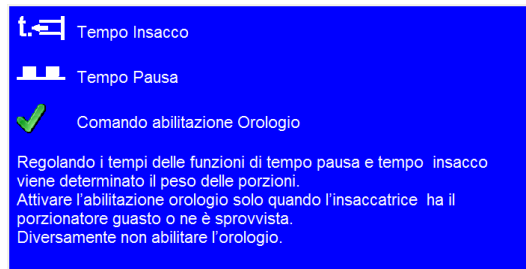 t.
Tempo Insacco
Tempo Pausa
Comando abilitazione Orologio
Regolando i tempi delle funzioni di tempo pausa e tempo insacco
viene determinato il peso delle porzioni.
Attivare l'abilitazione orologio solo quando l'insaccatrice ha il
porzionatore guasto o ne è sprovvista.
Diversamente non abilitare l'orologio.